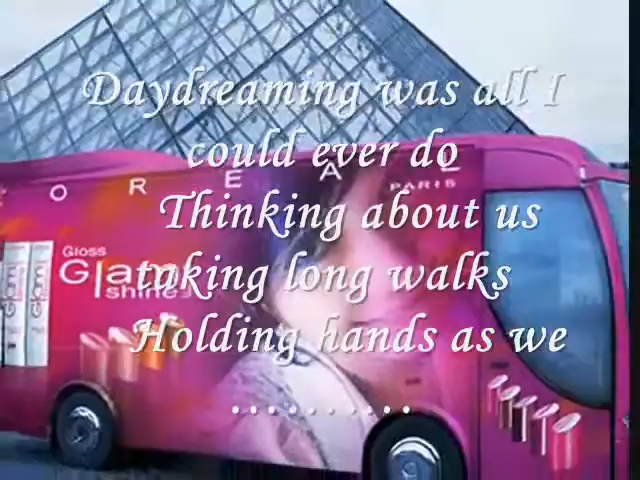 Daydreaming was all I
could ever do
Thinking about us
taking long walks
Holding hands as we
..........
OREAL
PARIS
Gloss
Glam
shine
Glam